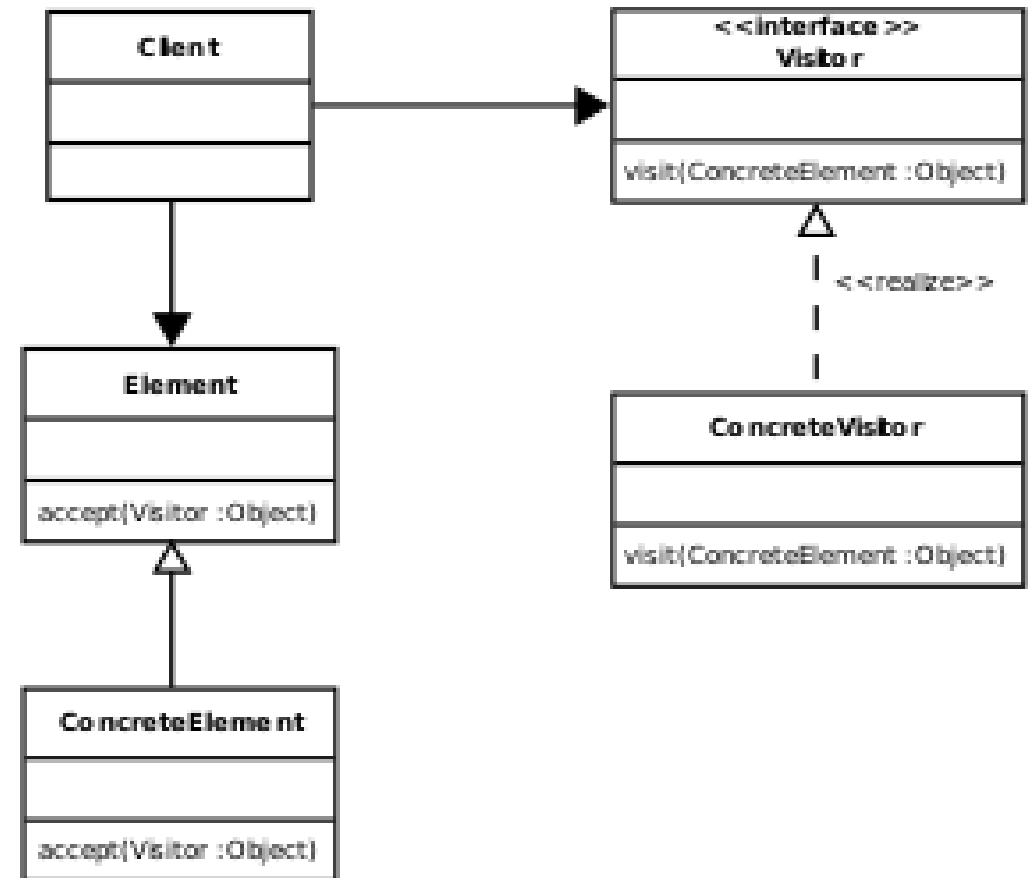 Client
<<interface>>
Visitor
visit(ConcreteElement :Object)
<<realize>>
Element
accept(Visitor :Object)
ConcreteVisitor
visit(ConcreteElement :Object)
ConcreteElement
accept(Visitor :Object)